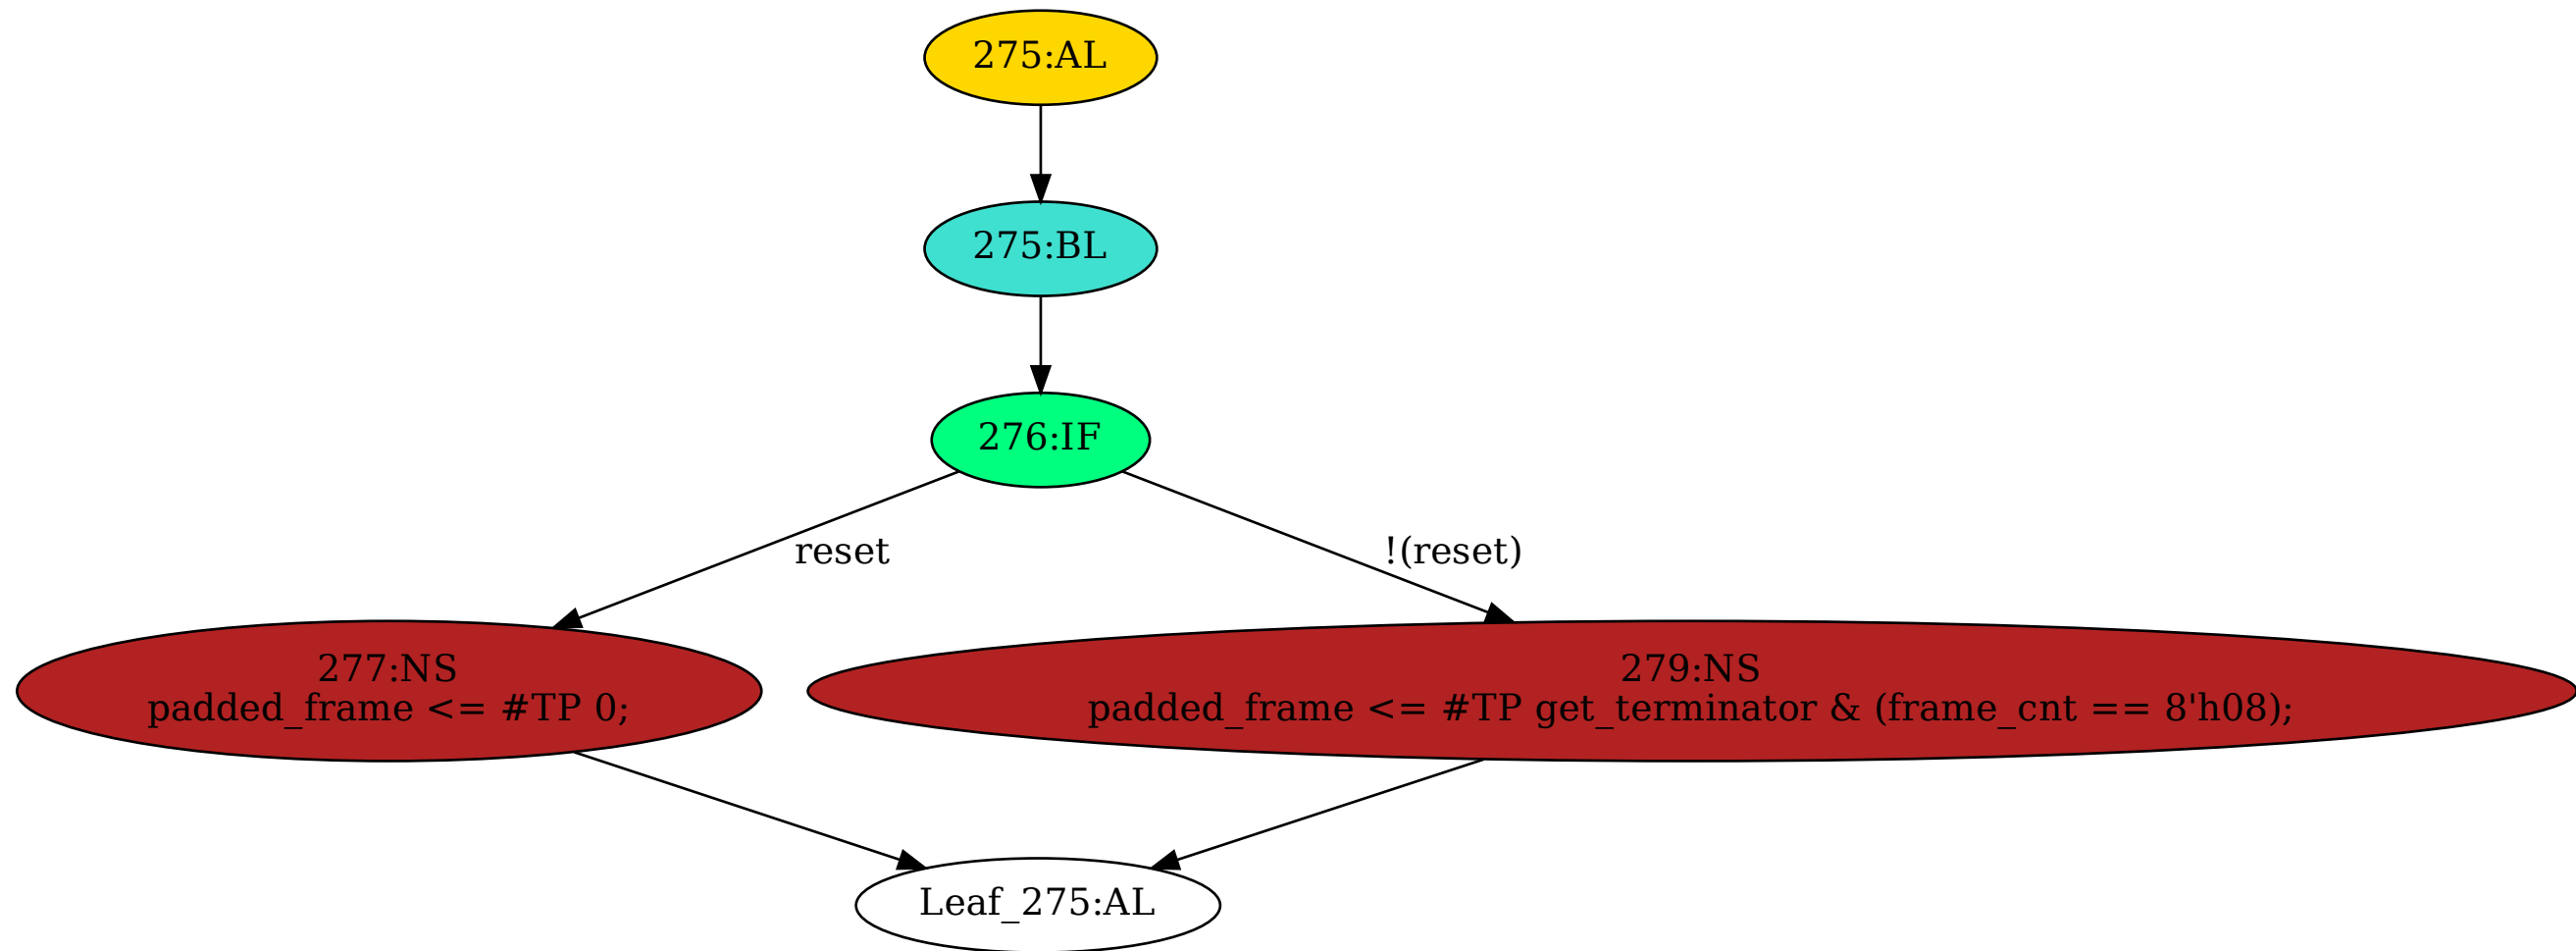 275:AL
275:BL
276:IF
reset
!(reset)
277:NS
padded_frame <= #TP 0;
279:NS
padded_frame <= #TP get_terminator & (frame_cnt == 8'h08);
Leaf_275:AL